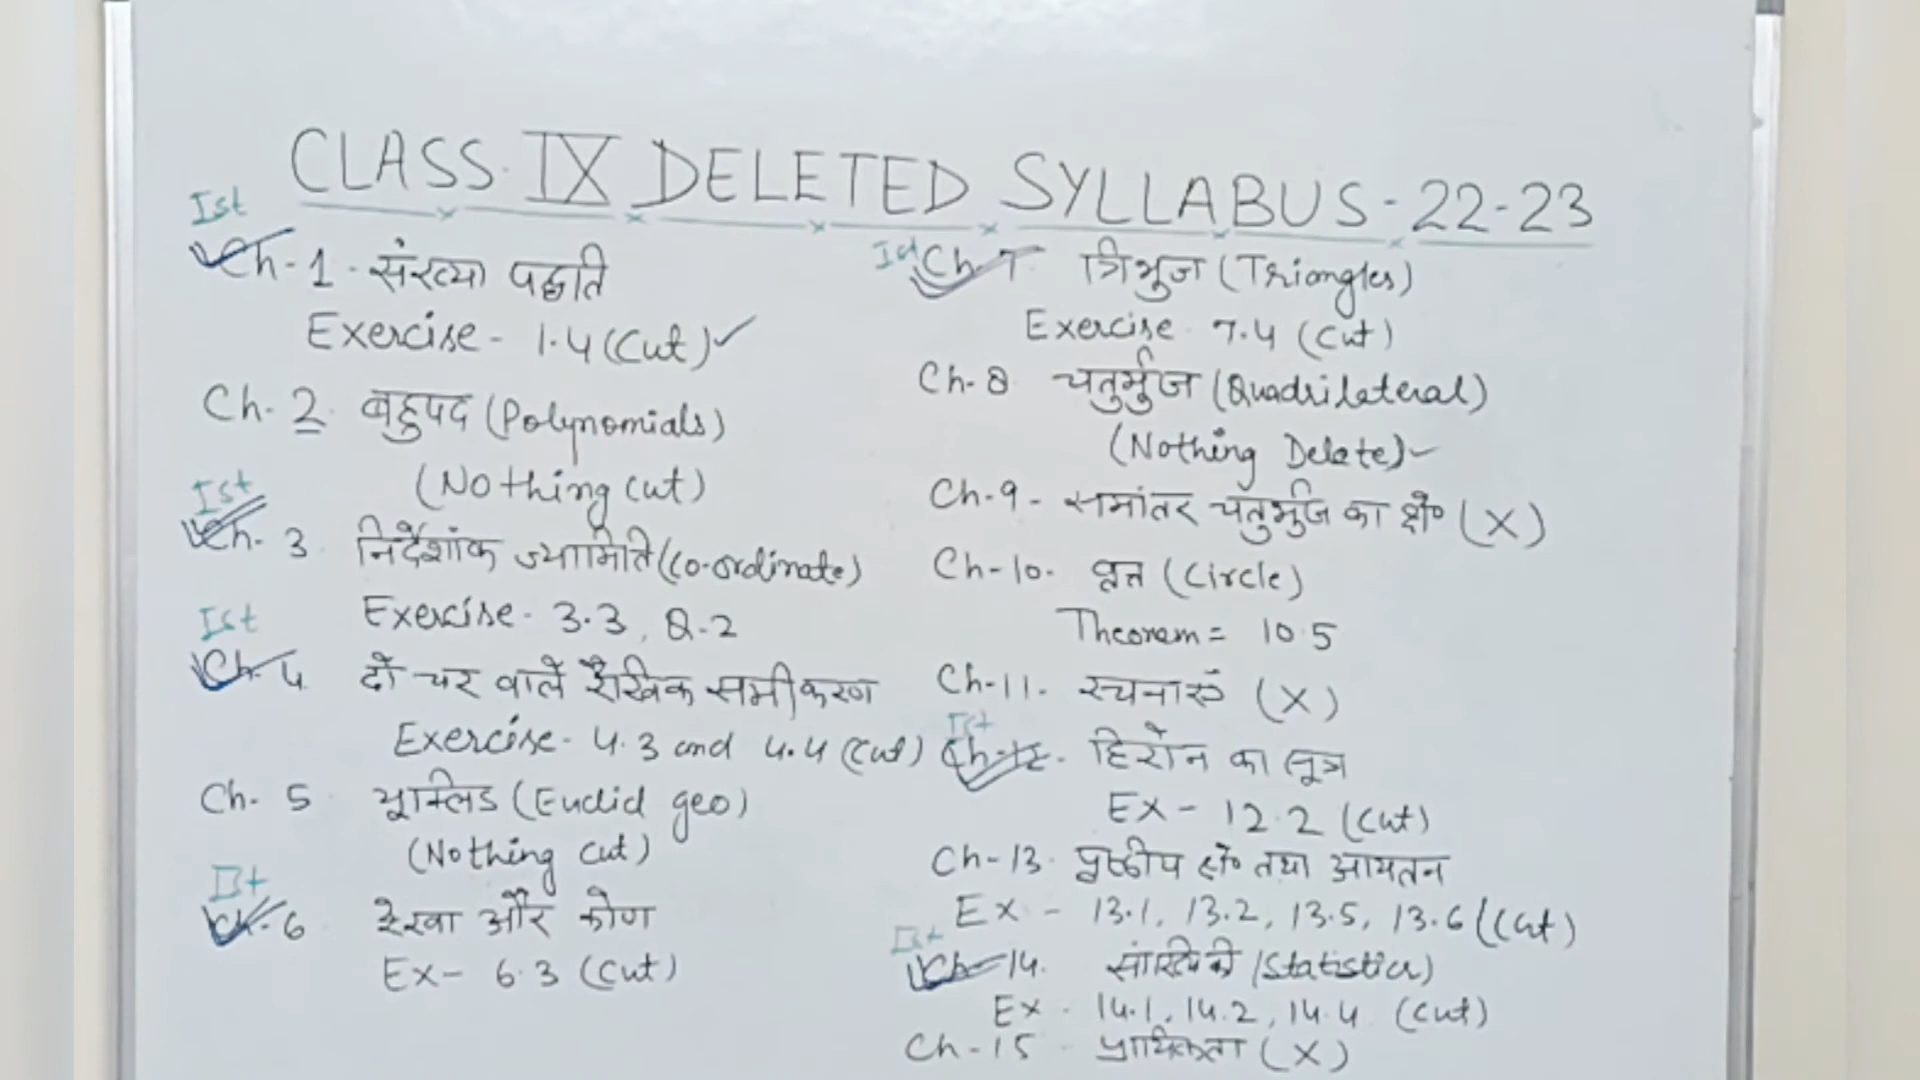 CLASS IX DELETED SYLLABUS - 22-23
Ist
Ch-1. संख्या पद्धति
Exercise - 1.4 (Cut) ✓
Ch. 2. बहुपद (Polynomials)
(Nothing cut)
Ist
Ch. 3 निर्देशांक ज्यामिति (Co-ordinate)
Exercise - 3.3, Q.2
Ist
Ch. 4 दो चर वाले रैखिक समीकरण
Exercise - 4.3 and 4.4 (Cut)
Ch. 5 यूक्लिड (Euclid geo)
(Nothing cut)
Ist
Ch-6 रेखा और कोण
Ex- 6.3 (cut)
Ist
Ch-7 त्रिभुज (Triangles)
Exercise 7.4 (cut)
Ch-8 चतुर्भुज (Quadrilateral)
(Nothing Delete)
Ch-9 - समांतर चतुर्भुज का क्षे० (X)
Ch-10. वृत्त (Circle)
Theorem = 10.5
Ch-11. रचनाएँ (X)
Ist
Ch-12. हिरोन का सूत्र
Ex - 12.2 (cut)
Ch-13. पृष्ठीय क्षे० तथा आयतन
Ex - 13.1, 13.2, 13.5, 13.6 (cut)
Ist
Ch-14. सांख्यिकी (Statistics)
Ex - 14.1, 14.2, 14.4 (cut)
Ch-15 - प्रायिकता (X)